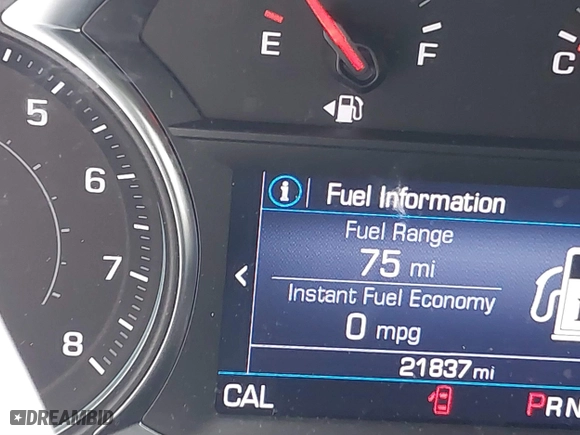 E
F
C
5
6
7
8
i
Fuel Information
Fuel Range
75 mi
Instant Fuel Economy
0 mpg
21837 mi
CAL
PRN
DREAMBID